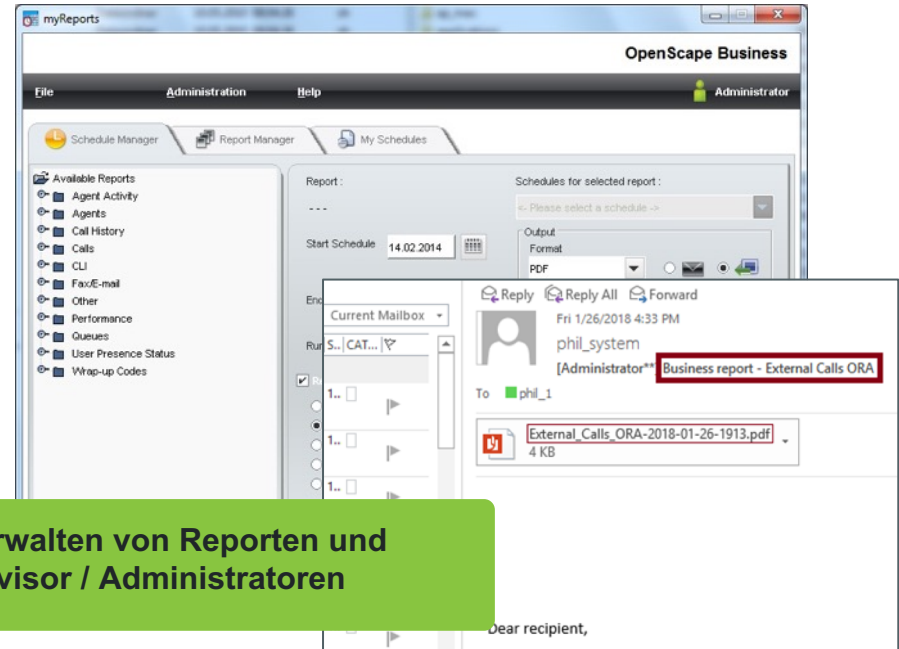 myReports
OpenScape Business
File Administration Help Administrator
Schedule Manager Report Manager My Schedules
Available Reports
Agent Activity
Agents
Call History
Calls
CLI
Fax/E-mail
Other
Performance
Queues
User Presence Status
Wrap-up Codes
Report :
- - -
Start Schedule 14.02.2014
Schedules for selected report :
<- Please select a schedule ->
Output
Format
PDF
Current Mailbox
S.. CAT...
1..
1..
1..
Reply Reply All Forward
Fri 1/26/2018 4:33 PM
phil_system
[Administrator** Business report - External Calls ORA
To phil_1
External_Calls_ORA-2018-01-26-1913.pdf
4 KB
rwalten von Reporten und
visor / Administratoren
Dear recipient,